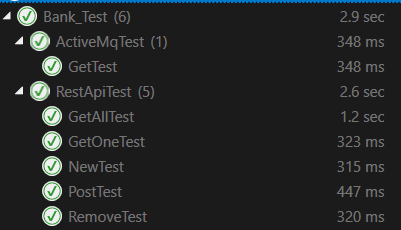 Bank_Test (6) 2.9 sec
ActiveMqTest (1) 348 ms
GetTest 348 ms
RestApiTest (5) 2.6 sec
GetAllTest 1.2 sec
GetOneTest 323 ms
NewTest 315 ms
PostTest 447 ms
RemoveTest 320 ms